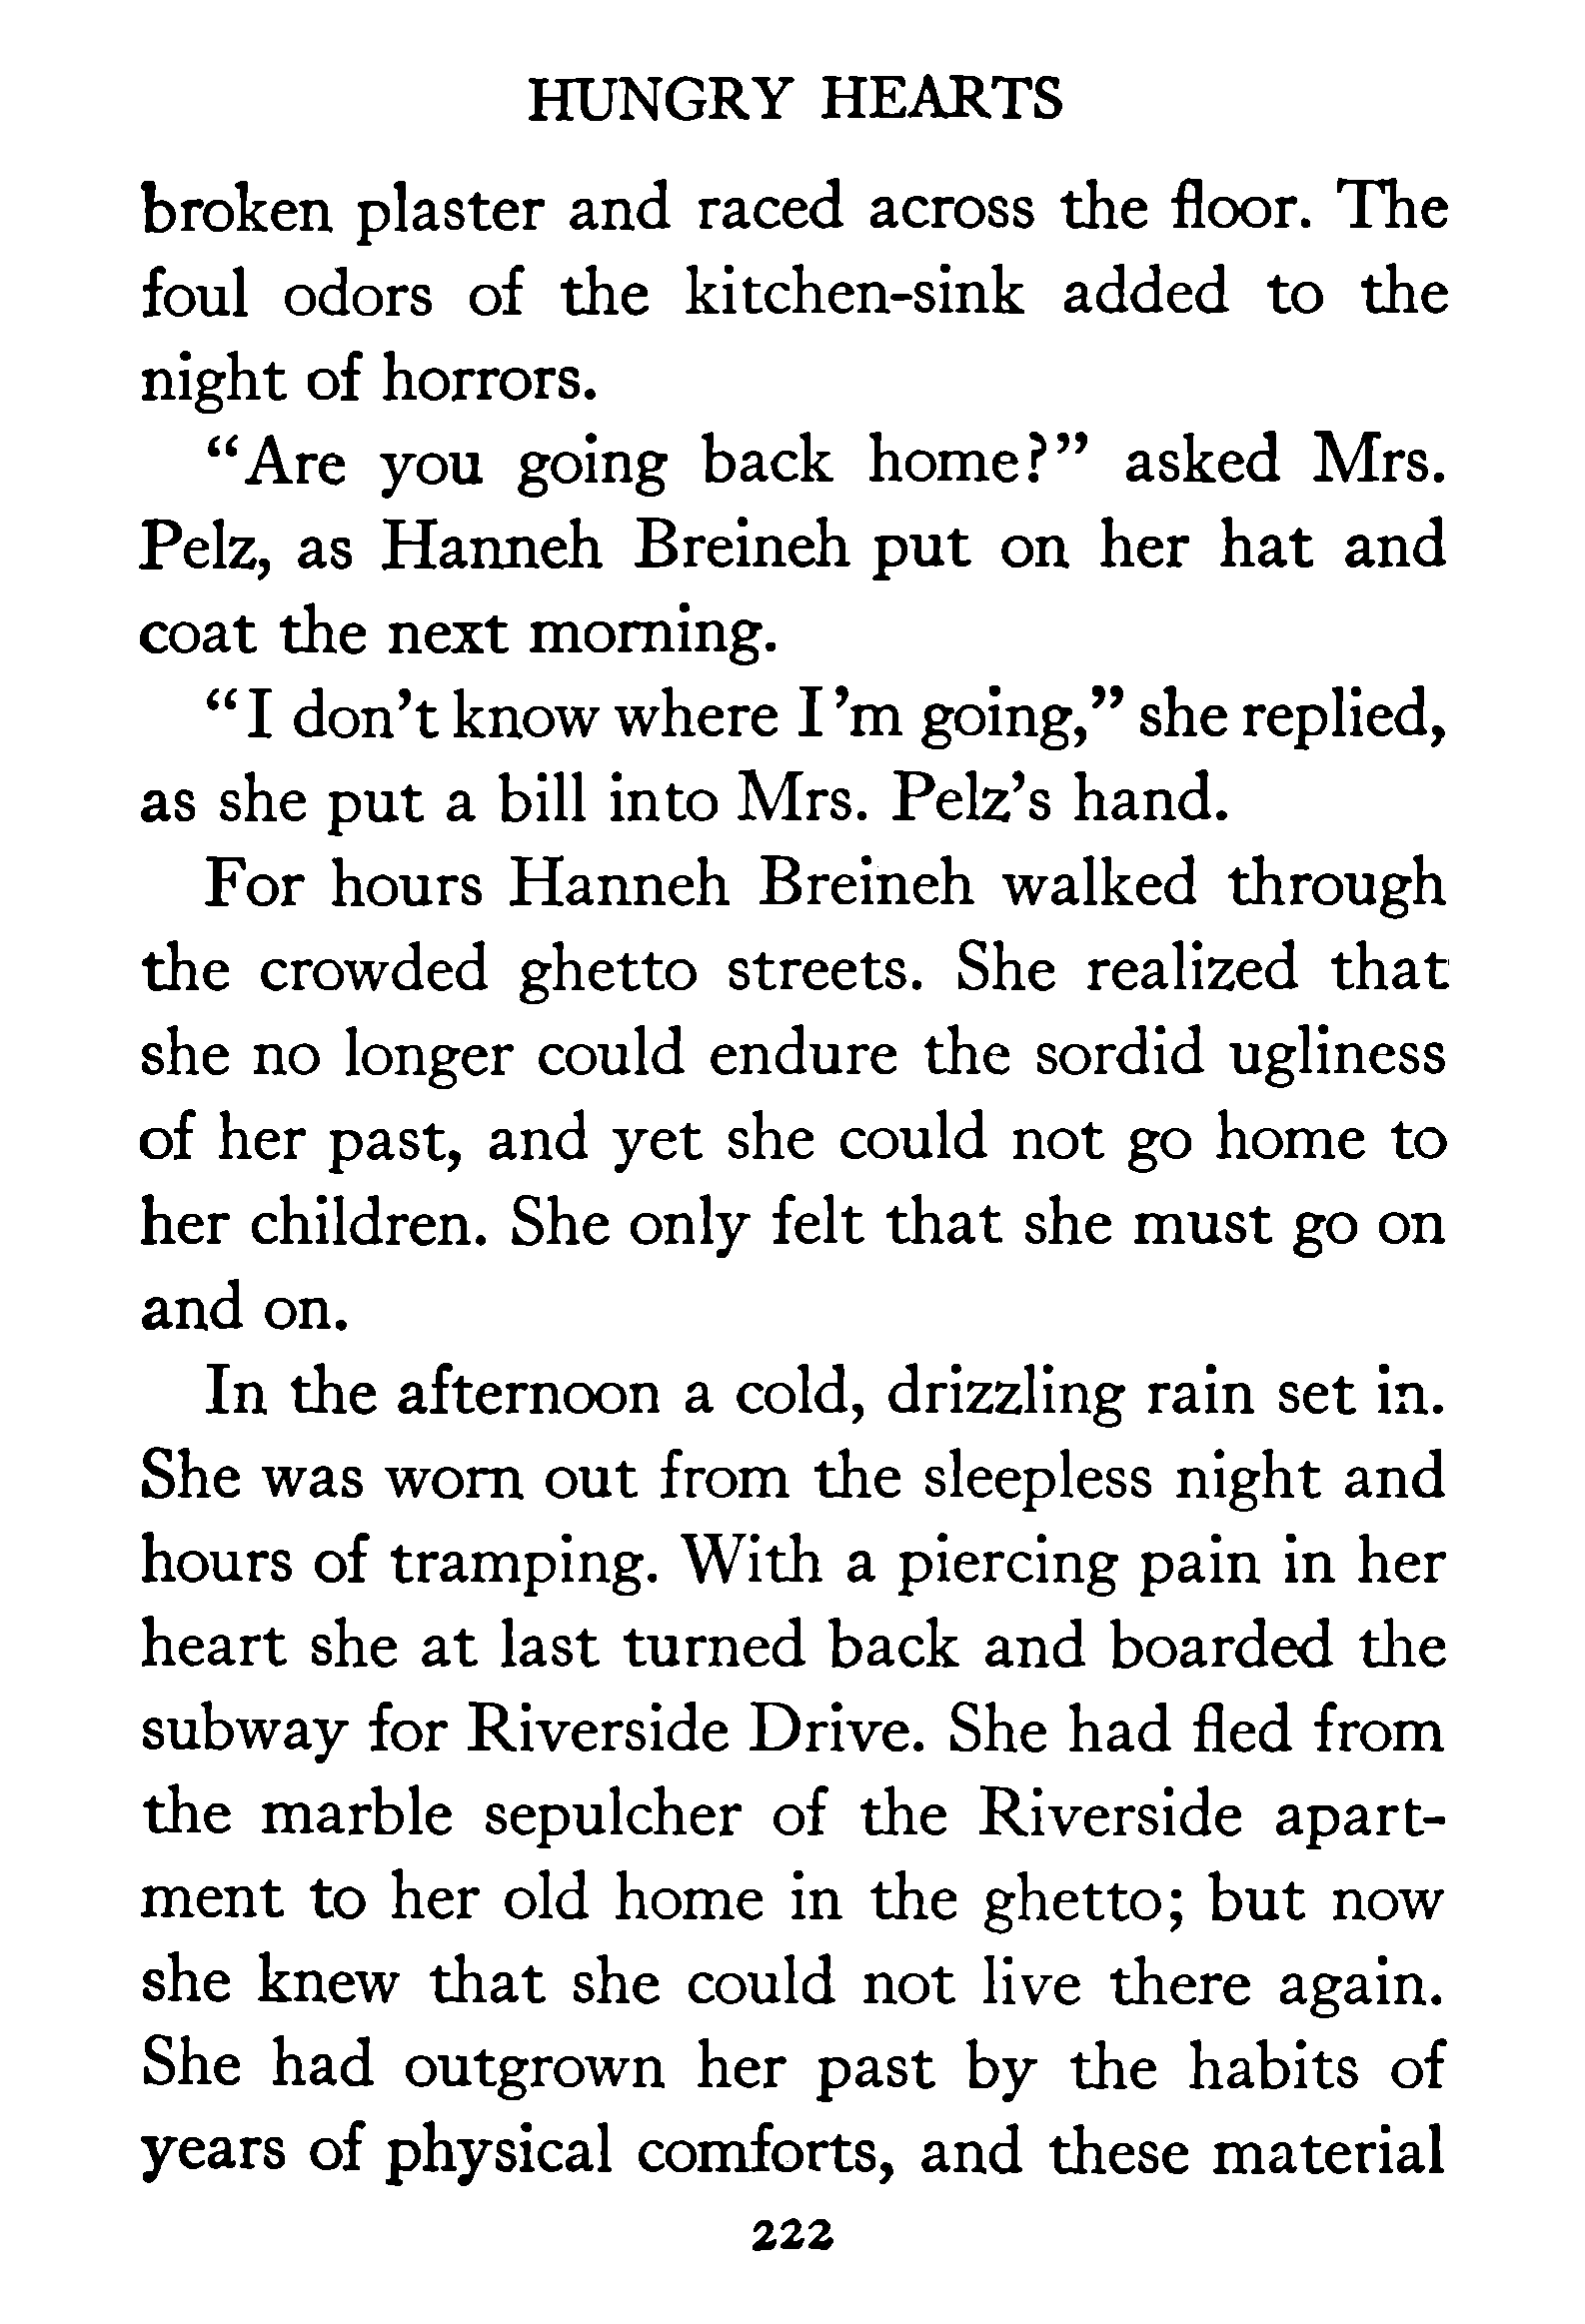 HUNGRY HEARTS
broken plaster and raced across the floor. The
foul odors of the kitchen-sink added to the
night of horrors.
“Are you going back home?” asked Mrs.
Pelz, as Hanneh Breineh put on her hat and
coat the next morning.
“I don’t know where I’m going,” she replied,
as she put a bill into Mrs. Pelz’s hand.
For hours Hanneh Breineh walked through
the crowded ghetto streets. She realized that
she no longer could endure the sordid ugliness
of her past, and yet she could not go home to
her children. She only felt that she must go on
and on.
In the afternoon a cold, drizzling rain set in.
She was worn out from the sleepless night and
hours of tramping. With a piercing pain in her
heart she at last turned back and boarded the
subway for Riverside Drive. She had fled from
the marble sepulcher of the Riverside apart-
ment to her old home in the ghetto; but now
she knew that she could not live there again.
She had outgrown her past by the habits of
years of physical comforts, and these material
222